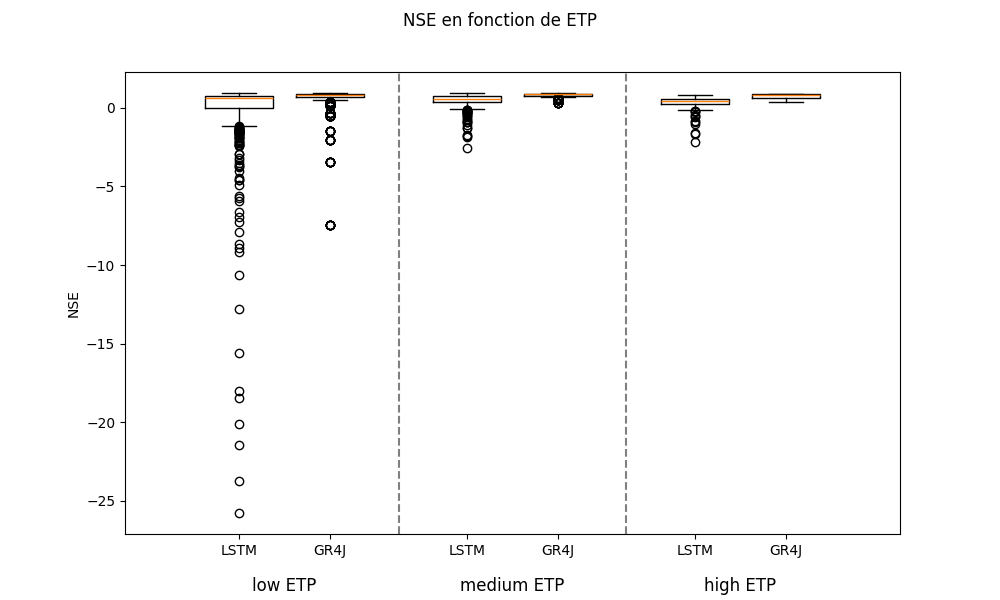 NSE en fonction de ETP
NSE
0
−5
−10
−15
−20
−25
LSTM GR4J LSTM GR4J LSTM GR4J
low ETP medium ETP high ETP